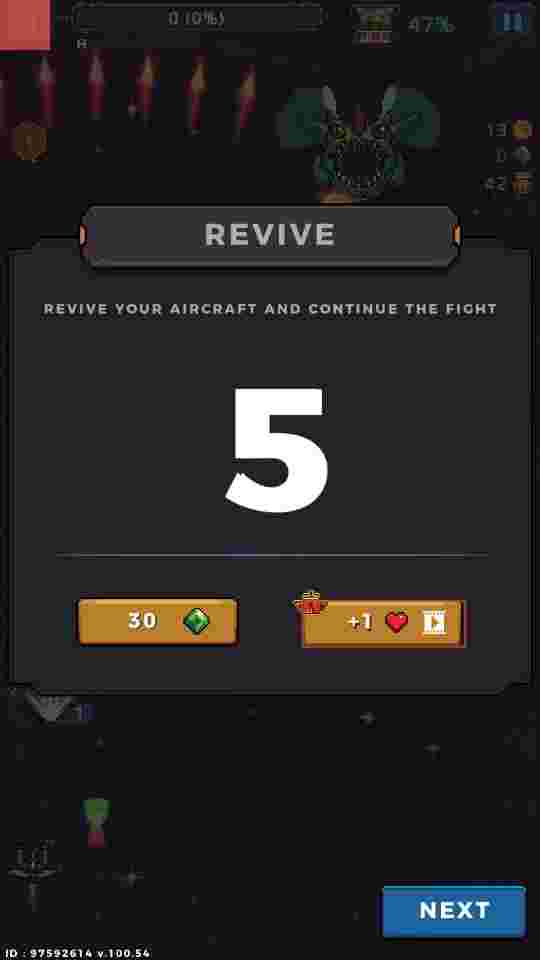 0 (0%)
A
47%
13
0
42
REVIVE
REVIVE YOUR AIRCRAFT AND CONTINUE THE FIGHT
5
30
+1
NEXT
ID : 97592614 v.100.54